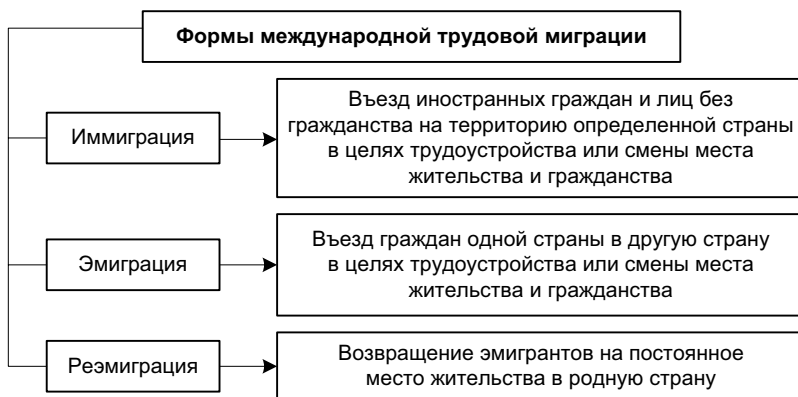 Формы международной трудовой миграции
Иммиграция
Въезд иностранных граждан и лиц без
гражданства на территорию определенной страны
в целях трудоустройства или смены места
жительства и гражданства
Эмиграция
Въезд граждан одной страны в другую страну
в целях трудоустройства или смены места
жительства и гражданства
Реэмиграция
Возвращение эмигрантов на постоянное
место жительства в родную страну